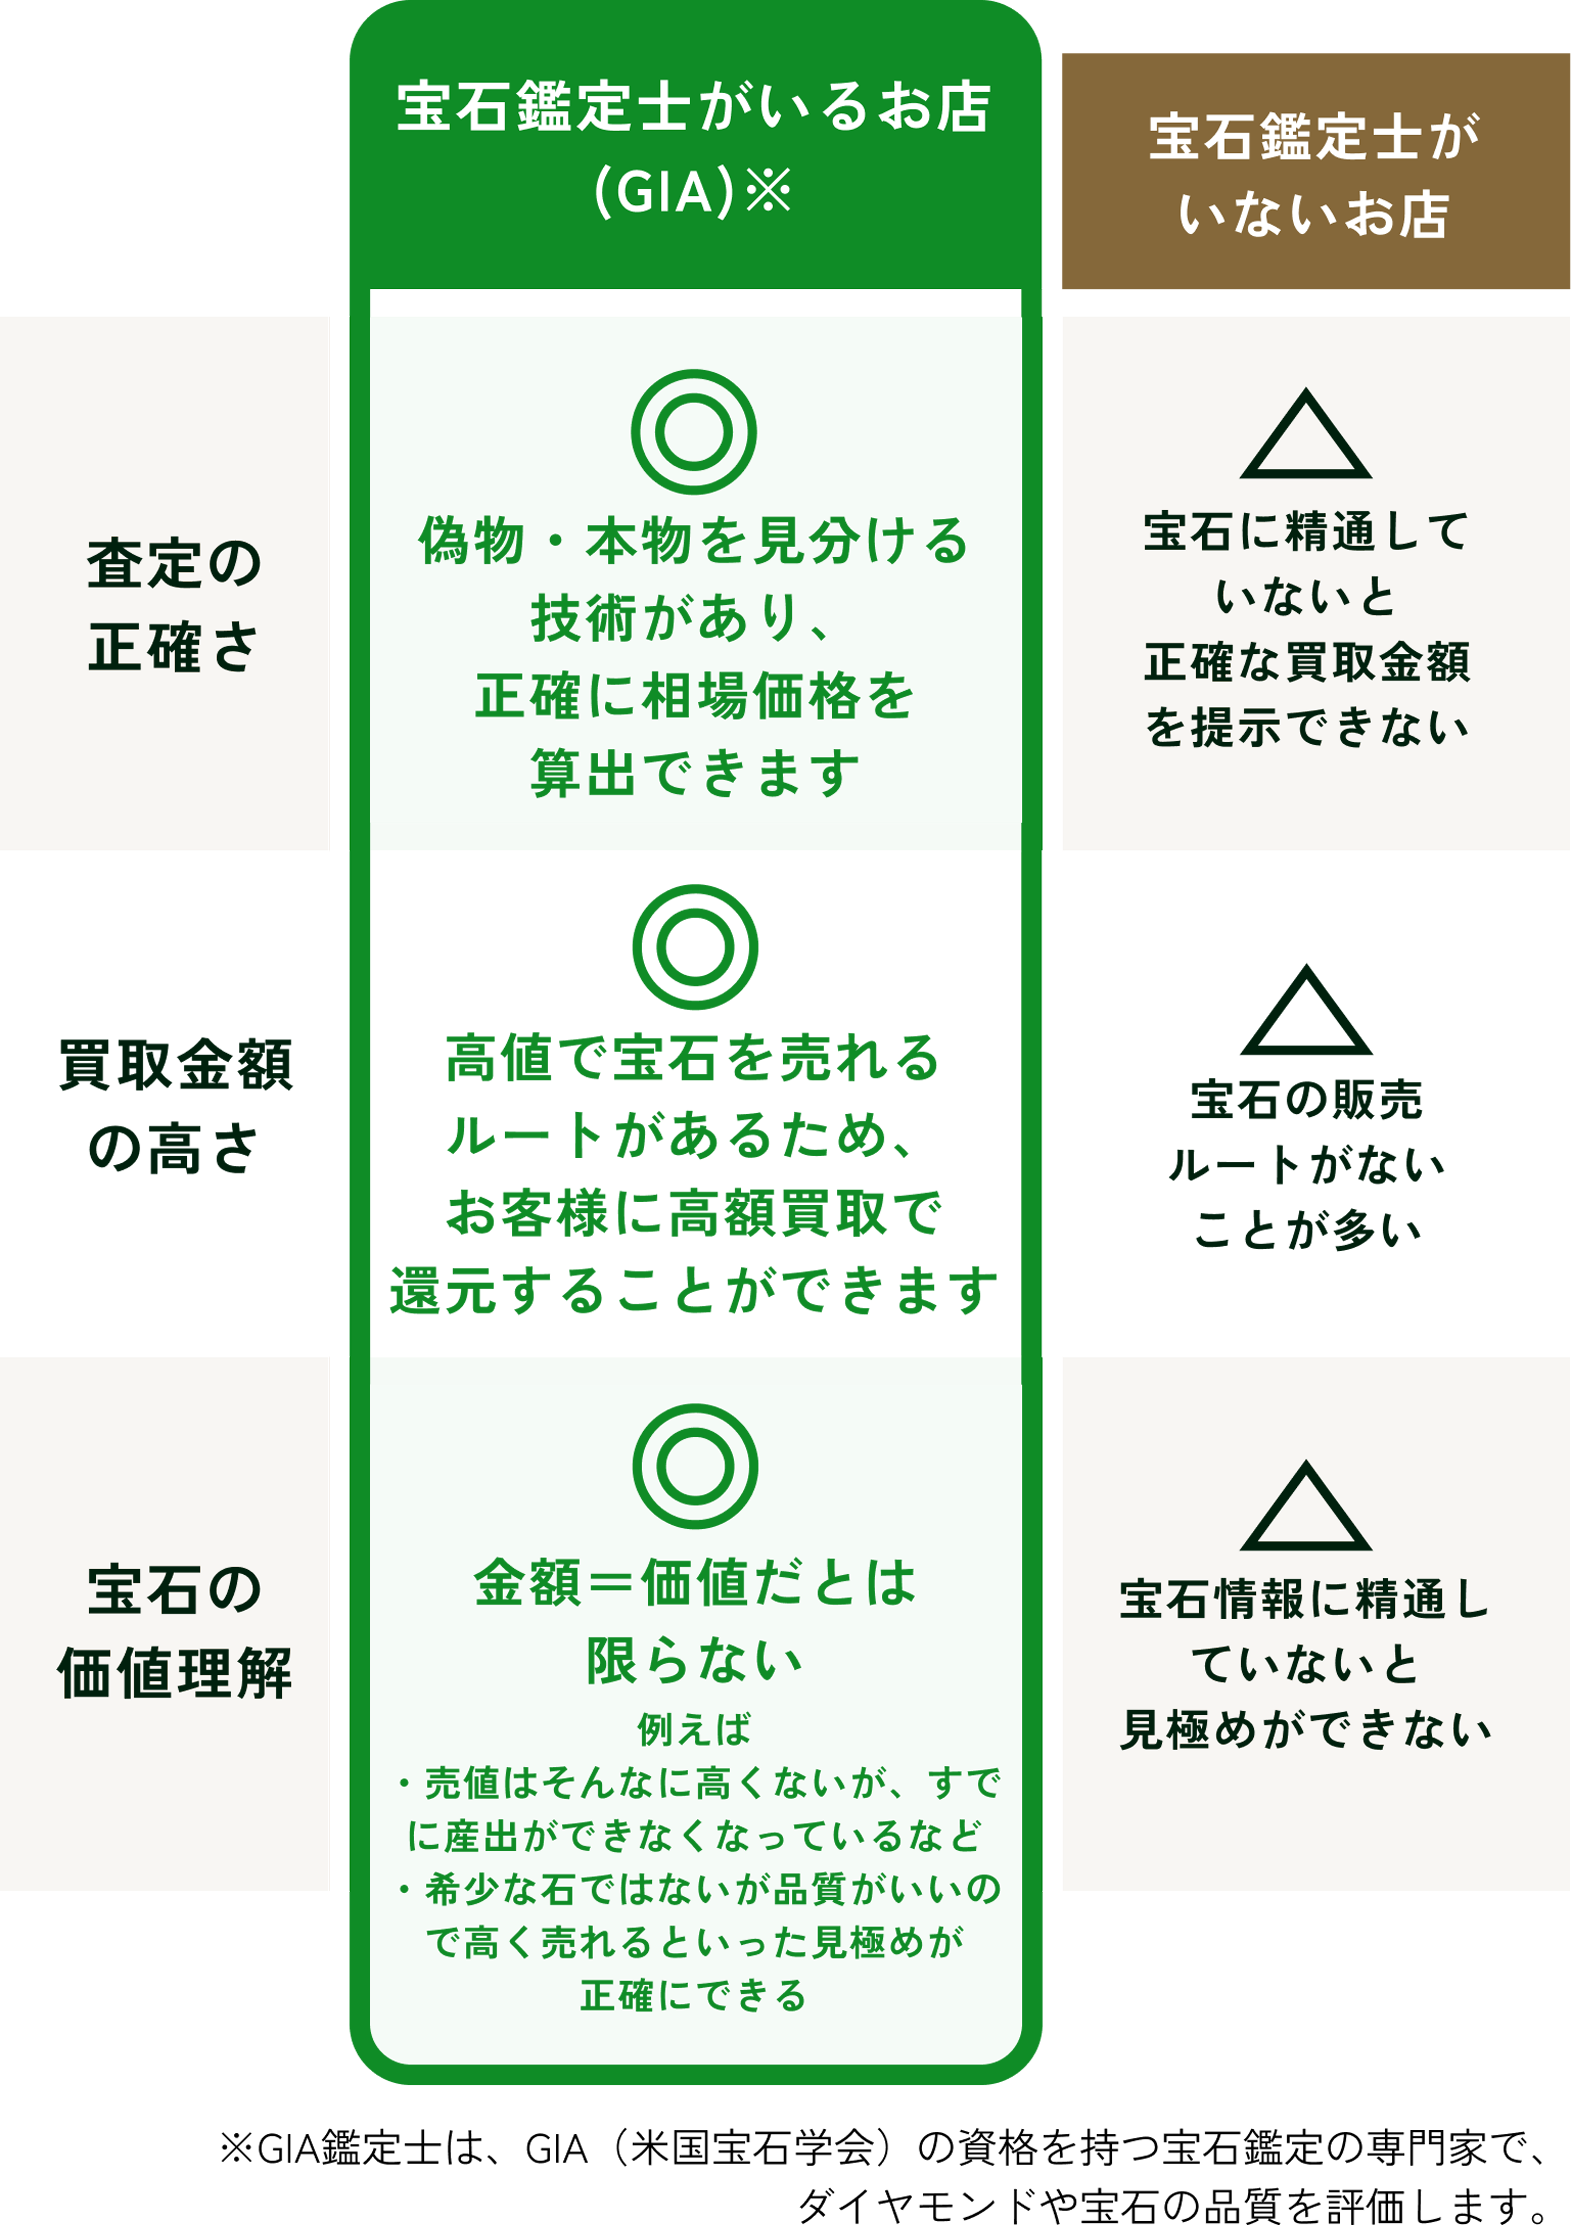 宝石鑑定士がいるお店
(GIA)※
宝石鑑定士が
いないお店
査定の
正確さ
◎
偽物・本物を見分ける
技術があり、
正確に相場価格を
算出できます
△
宝石に精通して
いないと
正確な買取金額
を提示できない
買取金額
の高さ
◎
高値で宝石を売れる
ルートがあるため、
お客様に高額買取で
還元することができます
△
宝石の販売
ルートがない
ことが多い
宝石の
価値理解
◎
金額＝価値だとは
限らない
例えば
・売値はそんなに高くないが、すで
に産出ができなくなっているなど
・希少な石ではないが品質がいいの
で高く売れるといった見極めが
正確にできる
△
宝石情報に精通し
ていないと
見極めができない
※GIA鑑定士は、GIA（米国宝石学会）の資格を持つ宝石鑑定の専門家で、
ダイヤモンドや宝石の品質を評価します。